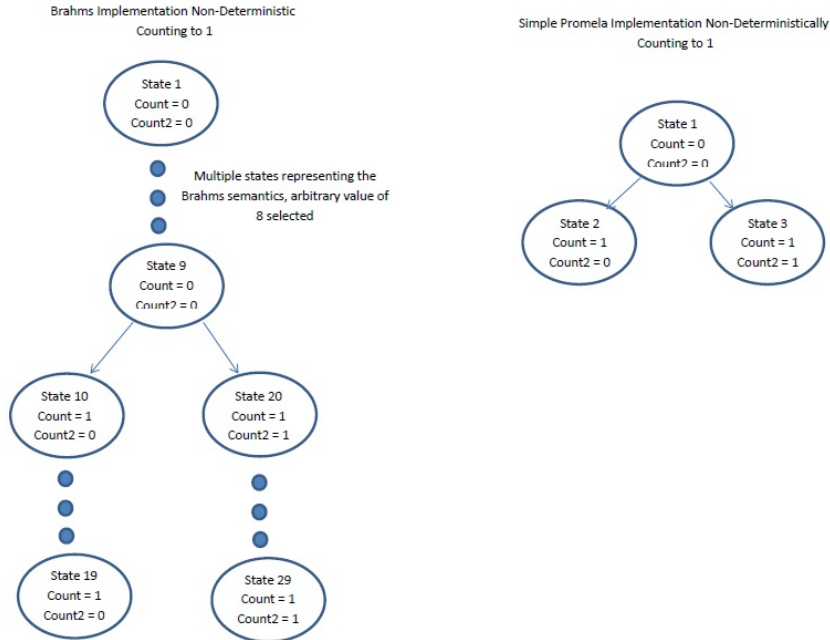 Brahms Implementation Non-Deterministic
Counting to 1
State 1
Count = 0
Count2 = 0
Multiple states representing the
Brahms semantics, arbitrary value of
8 selected
State 9
Count = 0
Count2 = 0
State 10
Count = 1
Count2 = 0
State 20
Count = 1
Count2 = 1
State 19
Count = 1
Count2 = 0
State 29
Count = 1
Count2 = 1
Simple Promela Implementation Non-Deterministically
Counting to 1
State 1
Count = 0
Count2 = 0
State 2
Count = 1
Count2 = 0
State 3
Count = 1
Count2 = 1